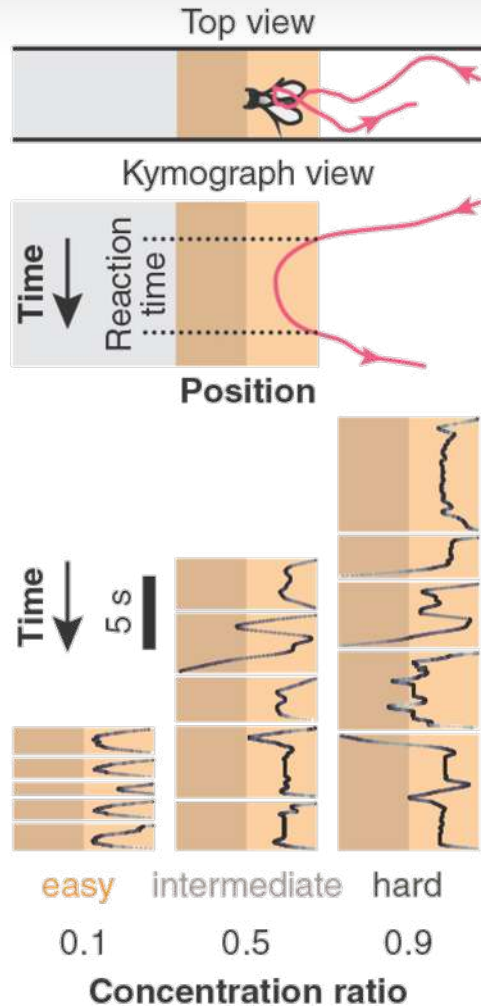 Top view
Kymograph view
Time
Reaction
time
Position
Time
5 s
easy intermediate hard
0.1 0.5 0.9
Concentration ratio